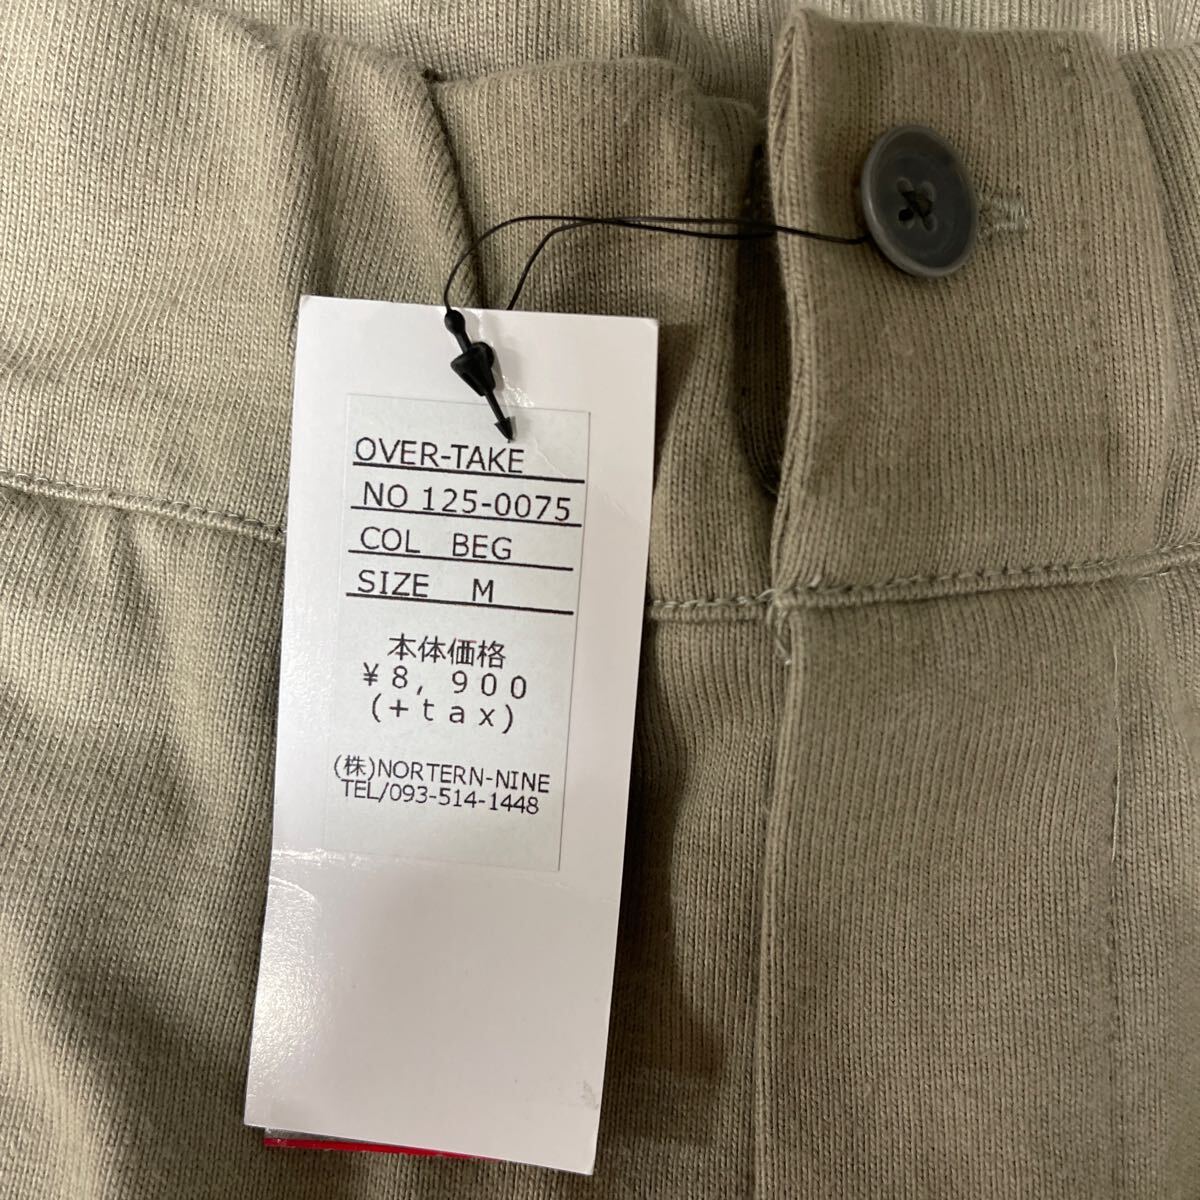 OVER-TAKE
NO 125-0075
COL BEG
SIZE M
本体価格
¥8, 900
(+tax)
(株)NORTERN-NINE
TEL/093-514-1448